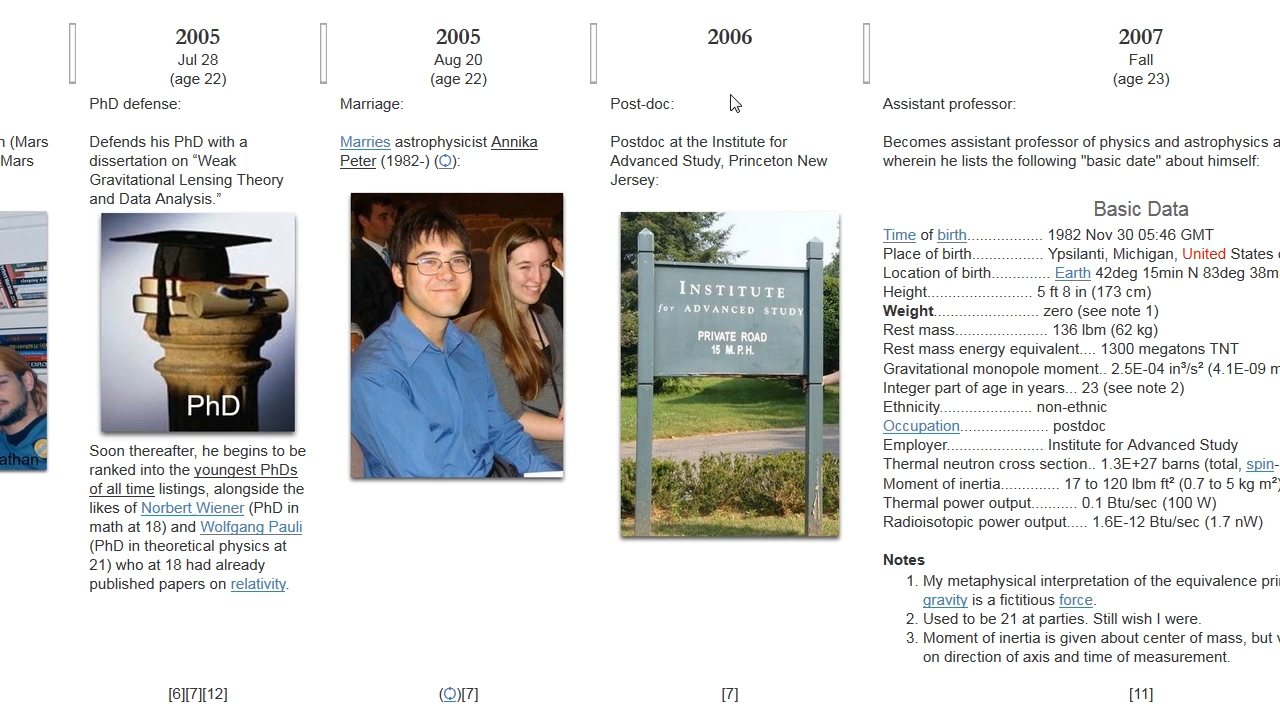 n (Mars
Mars
athan
2005
Jul 28
(age 22)
PhD defense:
Defends his PhD with a
dissertation on “Weak
Gravitational Lensing Theory
and Data Analysis.”
PhD
Soon thereafter, he begins to be
ranked into the youngest PhDs
of all time listings, alongside the
likes of Norbert Wiener (PhD in
math at 18) and Wolfgang Pauli
(PhD in theoretical physics at
21) who at 18 had already
published papers on relativity.
[6][7][12]
2005
Aug 20
(age 22)
Marriage:
Marries astrophysicist Annika
Peter (1982-) (⚭):
(⚭)[7]
2006
Post-doc:
Postdoc at the Institute for
Advanced Study, Princeton New
Jersey:
INSTITUTE
for ADVANCED STUDY
PRIVATE ROAD
15 M.P.H.
[7]
2007
Fall
(age 23)
Assistant professor:
Becomes assistant professor of physics and astrophysics a
wherein he lists the following "basic date" about himself:
Basic Data
Time of birth................... 1982 Nov 30 05:46 GMT
Place of birth.................. Ypsilanti, Michigan, United States
Location of birth............... Earth 42deg 15min N 83deg 38m
Height.......................... 5 ft 8 in (173 cm)
Weight.......................... zero (see note 1)
Rest mass....................... 136 lbm (62 kg)
Rest mass energy equivalent.... 1300 megatons TNT
Gravitational monopole moment.. 2.5E-04 in³/s² (4.1E-09 m
Integer part of age in years... 23 (see note 2)
Ethnicity....................... non-ethnic
Occupation...................... postdoc
Employer........................ Institute for Advanced Study
Thermal neutron cross section.. 1.3E+27 barns (total, spin-
Moment of inertia.............. 17 to 120 lbm ft² (0.7 to 5 kg m²)
Thermal power output........... 0.1 Btu/sec (100 W)
Radioisotopic power output..... 1.6E-12 Btu/sec (1.7 nW)
Notes
1. My metaphysical interpretation of the equivalence pri
gravity is a fictitious force.
2. Used to be 21 at parties. Still wish I were.
3. Moment of inertia is given about center of mass, but v
on direction of axis and time of measurement.
[11]